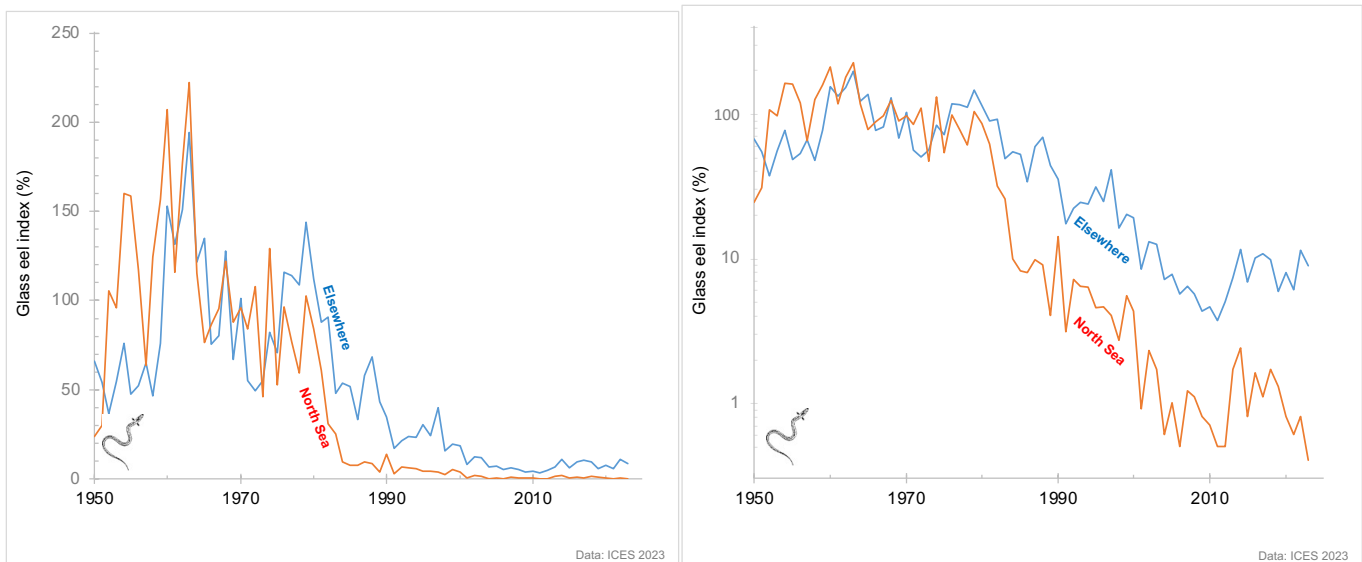 250
200
150
100
50
0
Glass eel index (%)
Elsewhere
North Sea
1950
1970
1990
2010
Data: ICES 2023
100
10
1
Glass eel index (%)
Elsewhere
North Sea
1950
1970
1990
2010
Data: ICES 2023